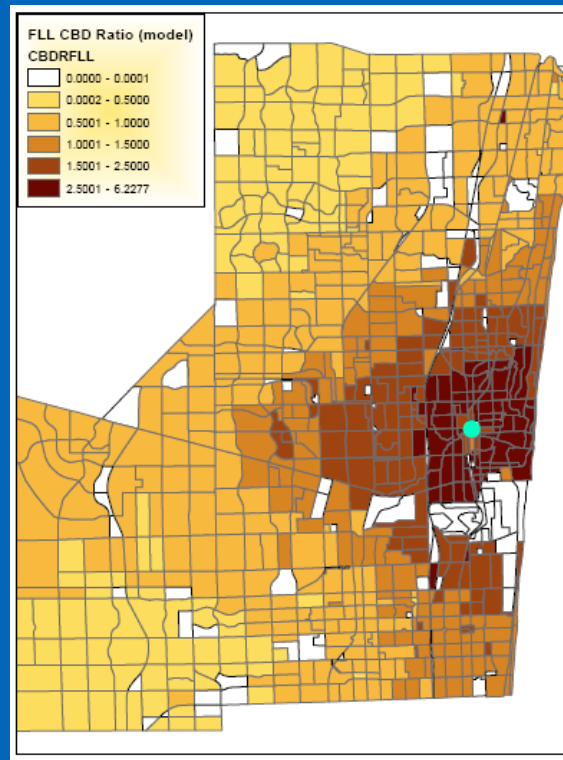 FLL CBD Ratio (model)
CBDRFLL
0.0000 - 0.0001
0.0002 - 0.5000
0.5001 - 1.0000
1.0001 - 1.5000
1.5001 - 2.5000
2.5001 - 6.2277